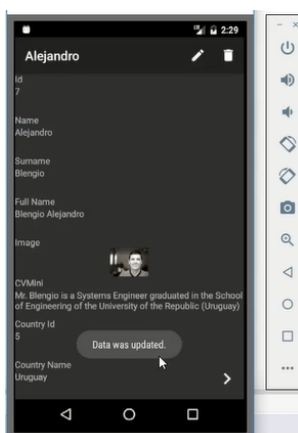 2:29
Alejandro
Id
7
Name
Alejandro
Surname
Blengio
Full Name
Blengio Alejandro
Image
CVMini
Mr. Blengio is a Systems Engineer graduated in the School
of Engineering of the University of the Republic (Uruguay)
Country Id
5
Data was updated.
Country Name
Uruguay